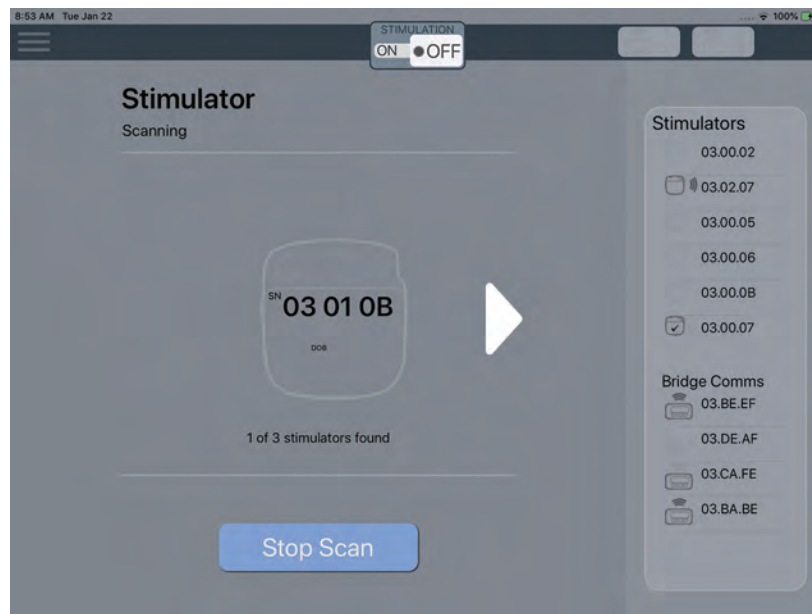 8:53 AM Tue Jan 22
100%
STIMULATION
ON OFF
Stimulator
Scanning
SN 03 01 0B
DOB
1 of 3 stimulators found
Stop Scan
Stimulators
03.00.02
03.02.07
03.00.05
03.00.06
03.00.0B
03.00.07
Bridge Comms
03.BE.EF
03.DE.AF
03.CA.FE
03.BA.BE